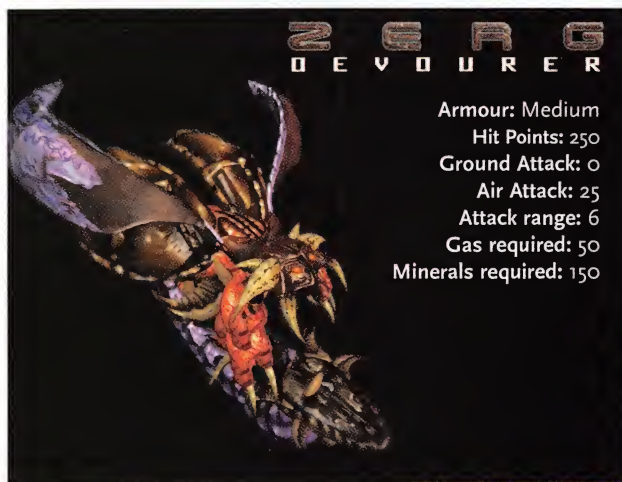 ZERG
DEVOURER
Armour: Medium
Hit Points: 250
Ground Attack: 0
Air Attack: 25
Attack range: 6
Gas required: 50
Minerals required: 150